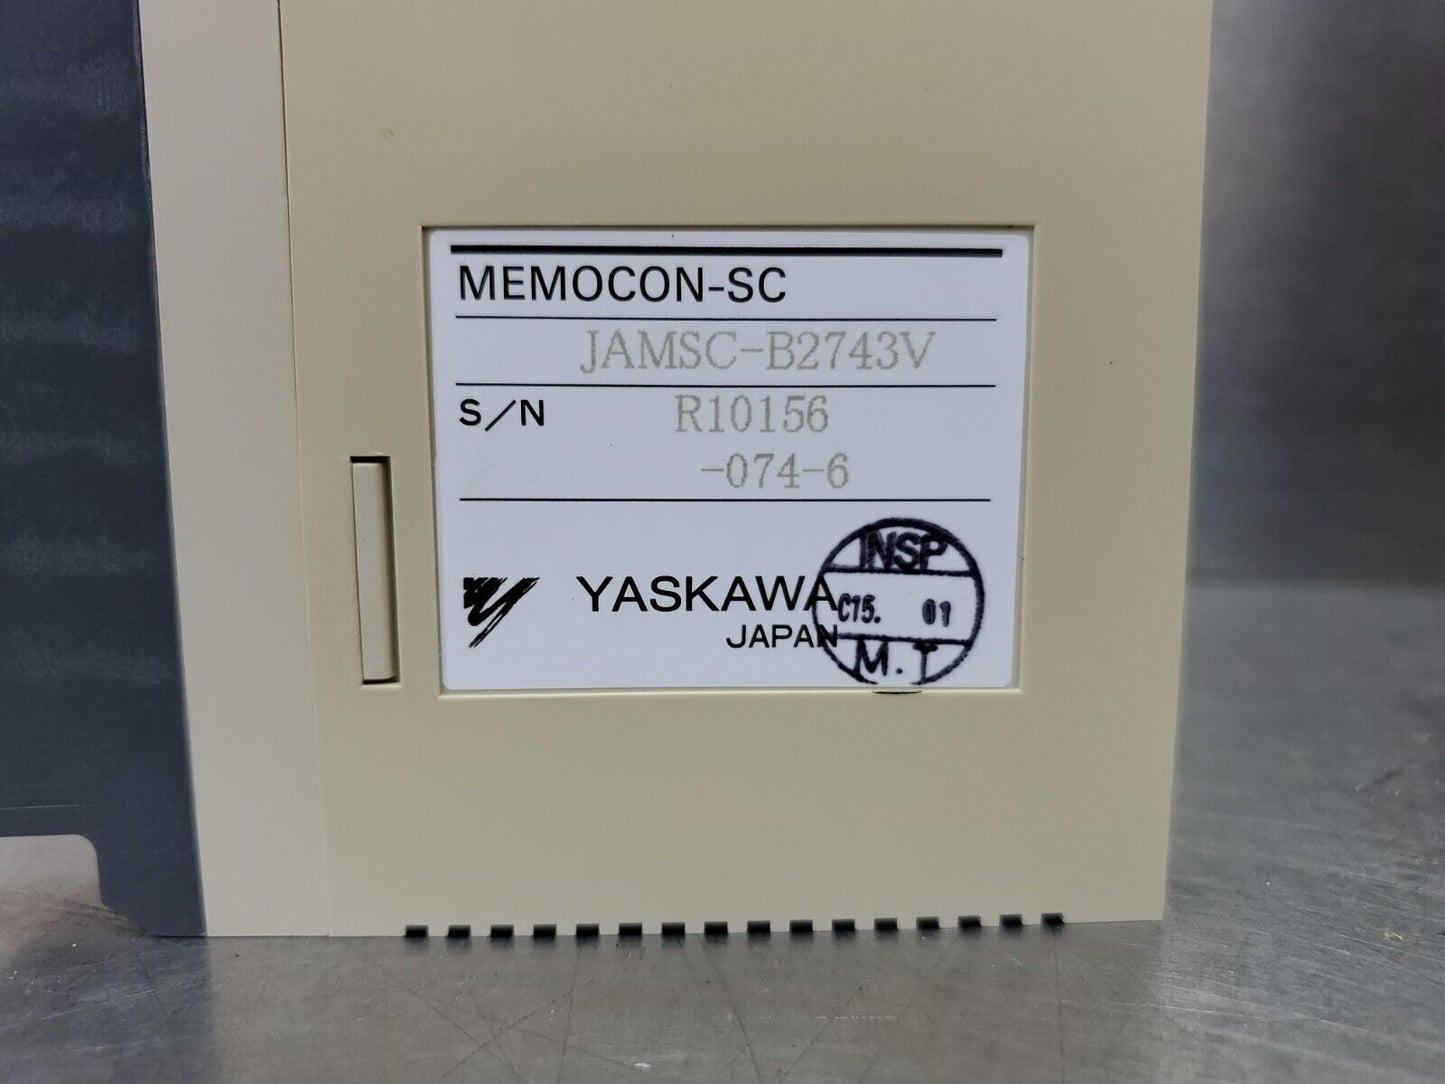 MEMOCON-SC
JAMSC-B2743V
S/N R10156
-074-6
YASKAWA
JAPAN
INSP
C15. 01
M.T